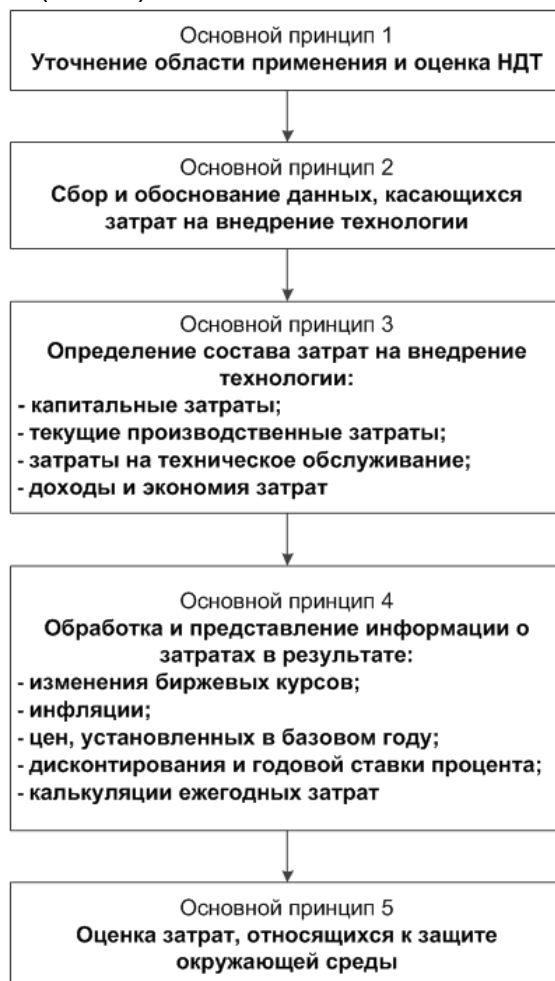 Основной принцип 1
Уточнение области применения и оценка НДТ
Основной принцип 2
Сбор и обоснование данных, касающихся
затрат на внедрение технологии
Основной принцип 3
Определение состава затрат на внедрение
технологии:
- капитальные затраты;
- текущие производственные затраты;
- затраты на техническое обслуживание;
- доходы и экономия затрат
Основной принцип 4
Обработка и представление информации о
затратах в результате:
- изменения биржевых курсов;
- инфляции;
- цен, установленных в базовом году;
- дисконтирования и годовой ставки процента;
- калькуляции ежегодных затрат
Основной принцип 5
Оценка затрат, относящихся к защите
окружающей среды